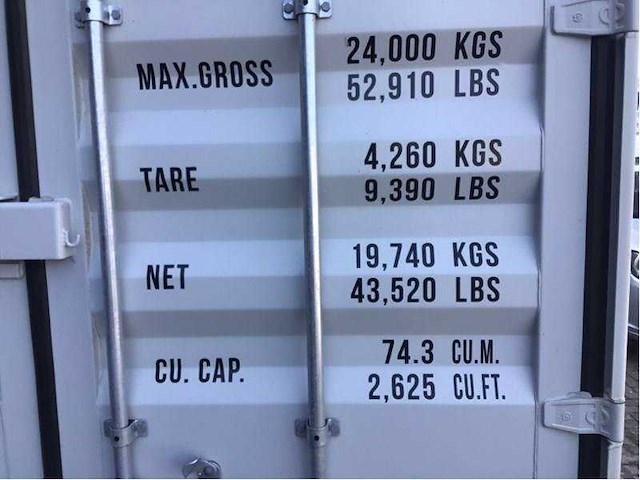 MAX.GROSS 24,000 KGS
52,910 LBS
TARE 4,260 KGS
9,390 LBS
NET 19,740 KGS
43,520 LBS
CU. CAP. 74.3 CU.M.
2,625 CU.FT.